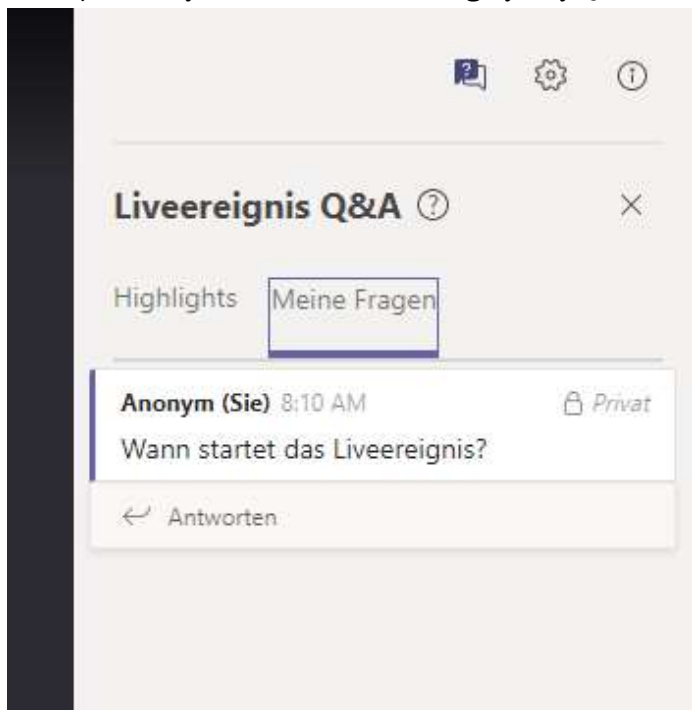 Liveereignis Q&A
Highlights Meine Fragen
Anonym (Sie) 8:10 AM Privat
Wann startet das Liveereignis?
Antworten